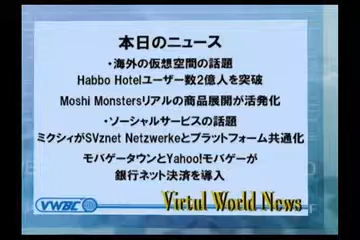 本日のニュース
・海外の仮想空間の話題
Habbo Hotelユーザー数2億人を突破
Moshi Monstersリアルの商品展開が活発化
・ソーシャルサービスの話題
ミクシィがSVznet Netzwerkeとプラットフォーム共通化
モバゲータウンとYahoo!モバゲーが
銀行ネット決済を導入
VWBC
Virtul World News